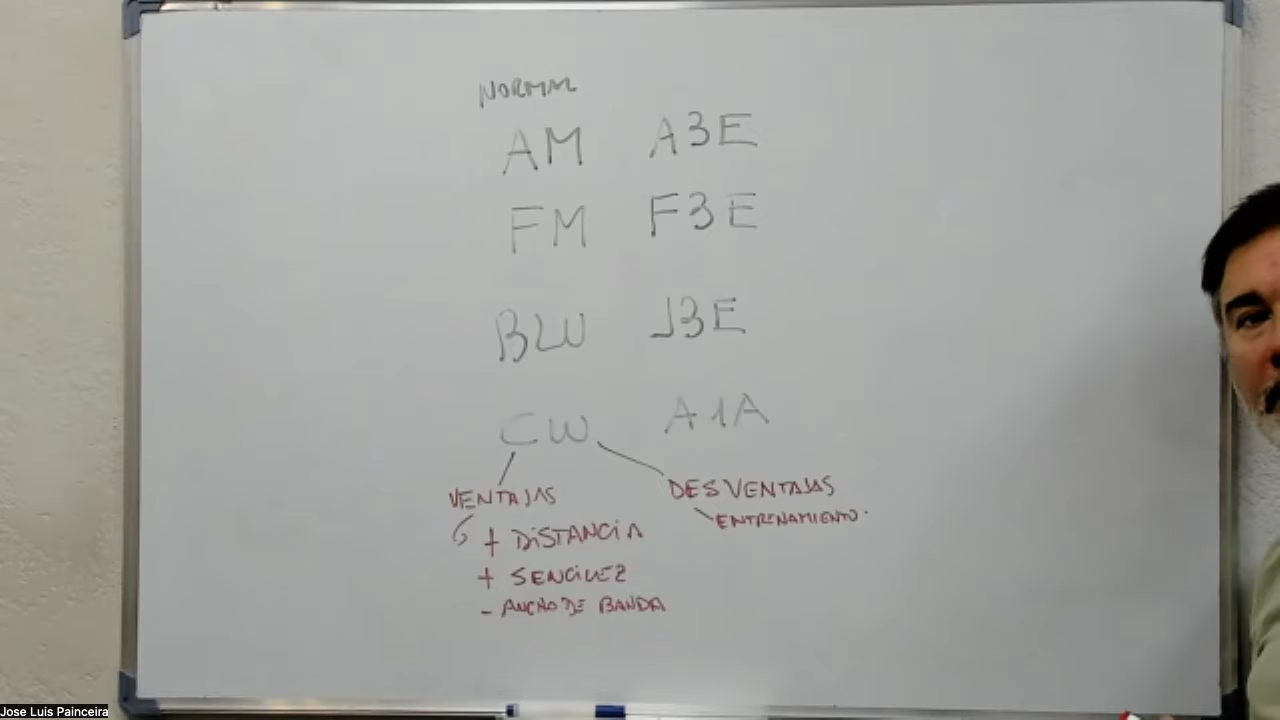 NORMAL
AM A3E
FM F3E
BLU J3E
CW A1A
VENTAJAS DESVENTAJAS
+ DISTANCIA ENTRENAMIENTO
+ SENCILLEZ
- ANCHO DE BANDA
Jose Luis Painceira